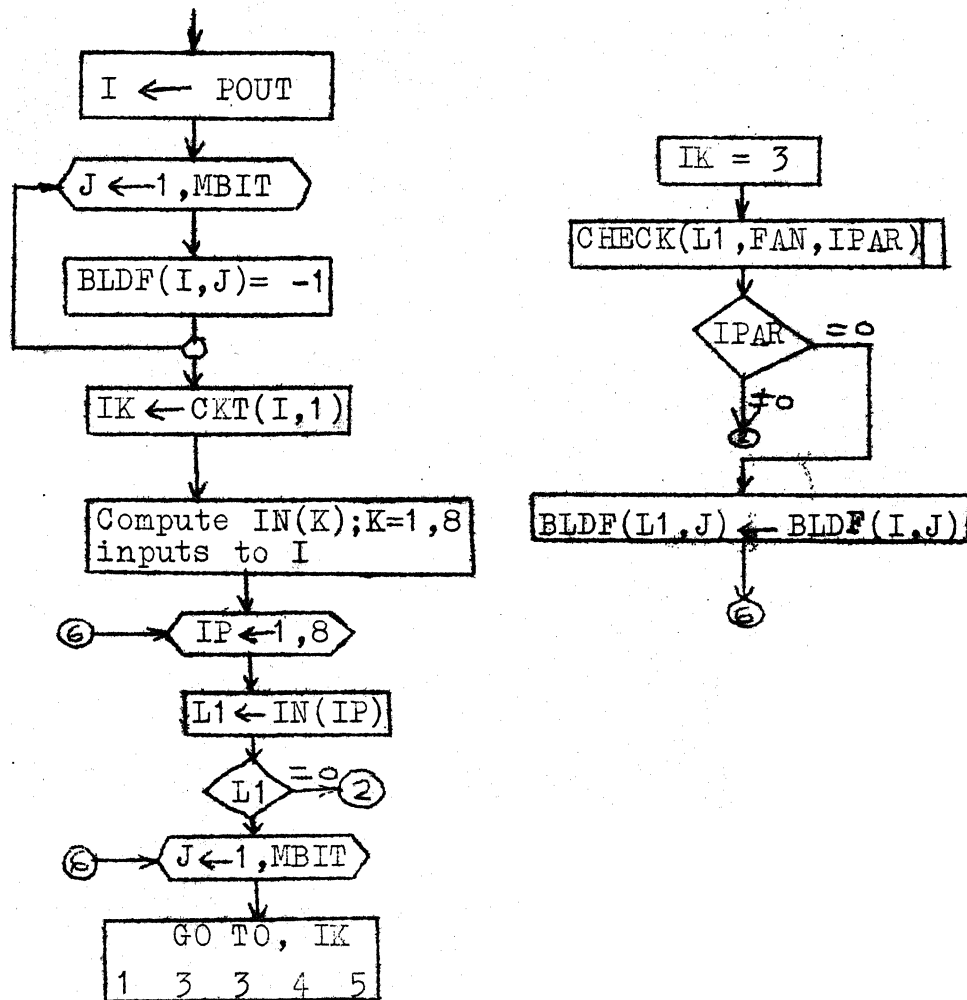 I ← POUT
J ← 1,MBIT
BLDF(I,J)= -1
IK ← CKT(I,1)
Compute IN(K);K=1,8
inputs to I
6
IP ← 1,8
L1 ← IN(IP)
L1
=0
2
J ← 1,MBIT
GO TO, IK
1 3 3 4 5
IK = 3
CHECK(L1,FAN,IPAR)
IPAR
=0
≠0
BLDF(L1,J) ← BLDF(I,J)